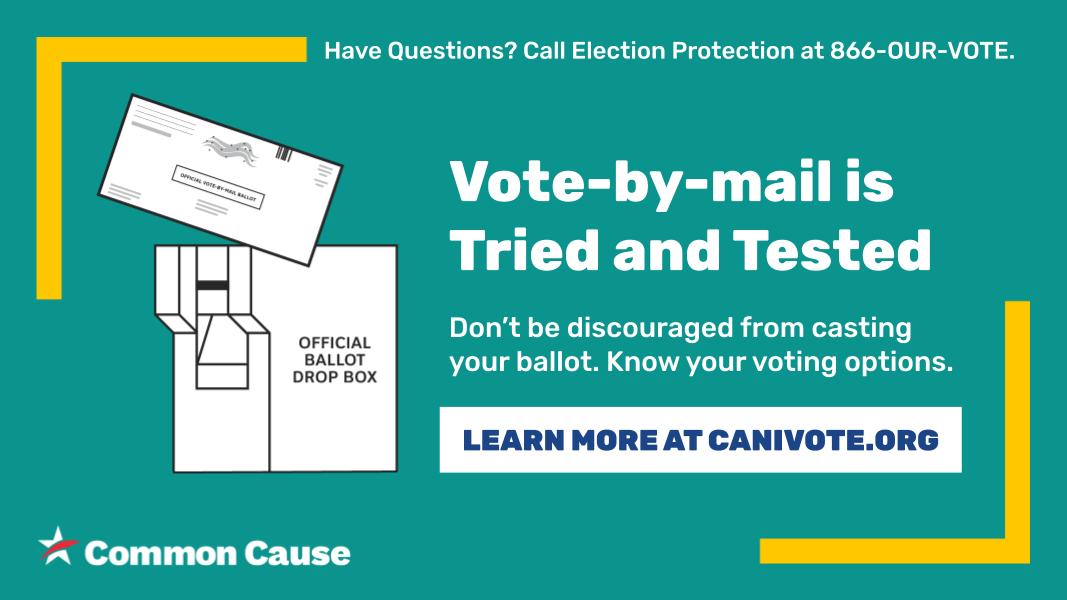 Have Questions? Call Election Protection at 866-OUR-VOTE.
OFFICIAL VOTE-BY-MAIL BALLOT
Vote-by-mail is
Tried and Tested
OFFICIAL
BALLOT
DROP BOX
Don’t be discouraged from casting
your ballot. Know your voting options.
LEARN MORE AT CANIVOTE.ORG
Common Cause